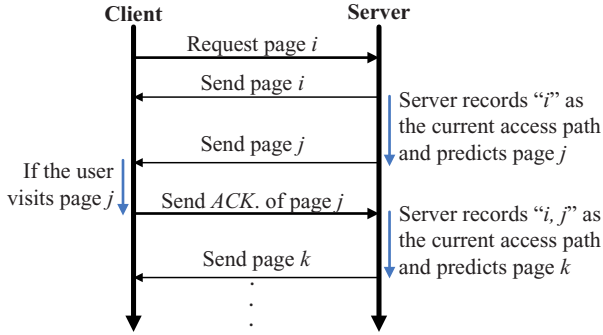 Client
Server
Request page i
Send page i
Server records “i” as
the current access path
and predicts page j
Send page j
If the user
visits page j
Send ACK. of page j
Server records “i, j” as
the current access path
and predicts page k
Send page k